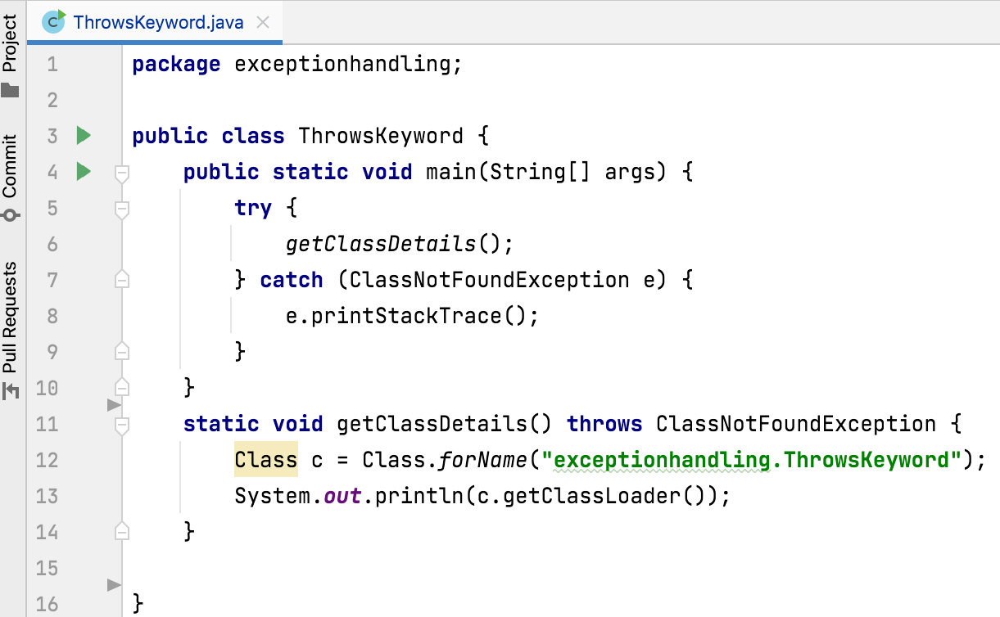 ThrowsKeyword.java
Project
Commit
Pull Requests
1 package exceptionhandling;
2
3 public class ThrowsKeyword {
4     public static void main(String[] args) {
5         try {
6             getClassDetails();
7         } catch (ClassNotFoundException e) {
8             e.printStackTrace();
9         }
10     }
11     static void getClassDetails() throws ClassNotFoundException {
12         Class c = Class.forName("exceptionhandling.ThrowsKeyword");
13         System.out.println(c.getClassLoader());
14     }
15
16 }